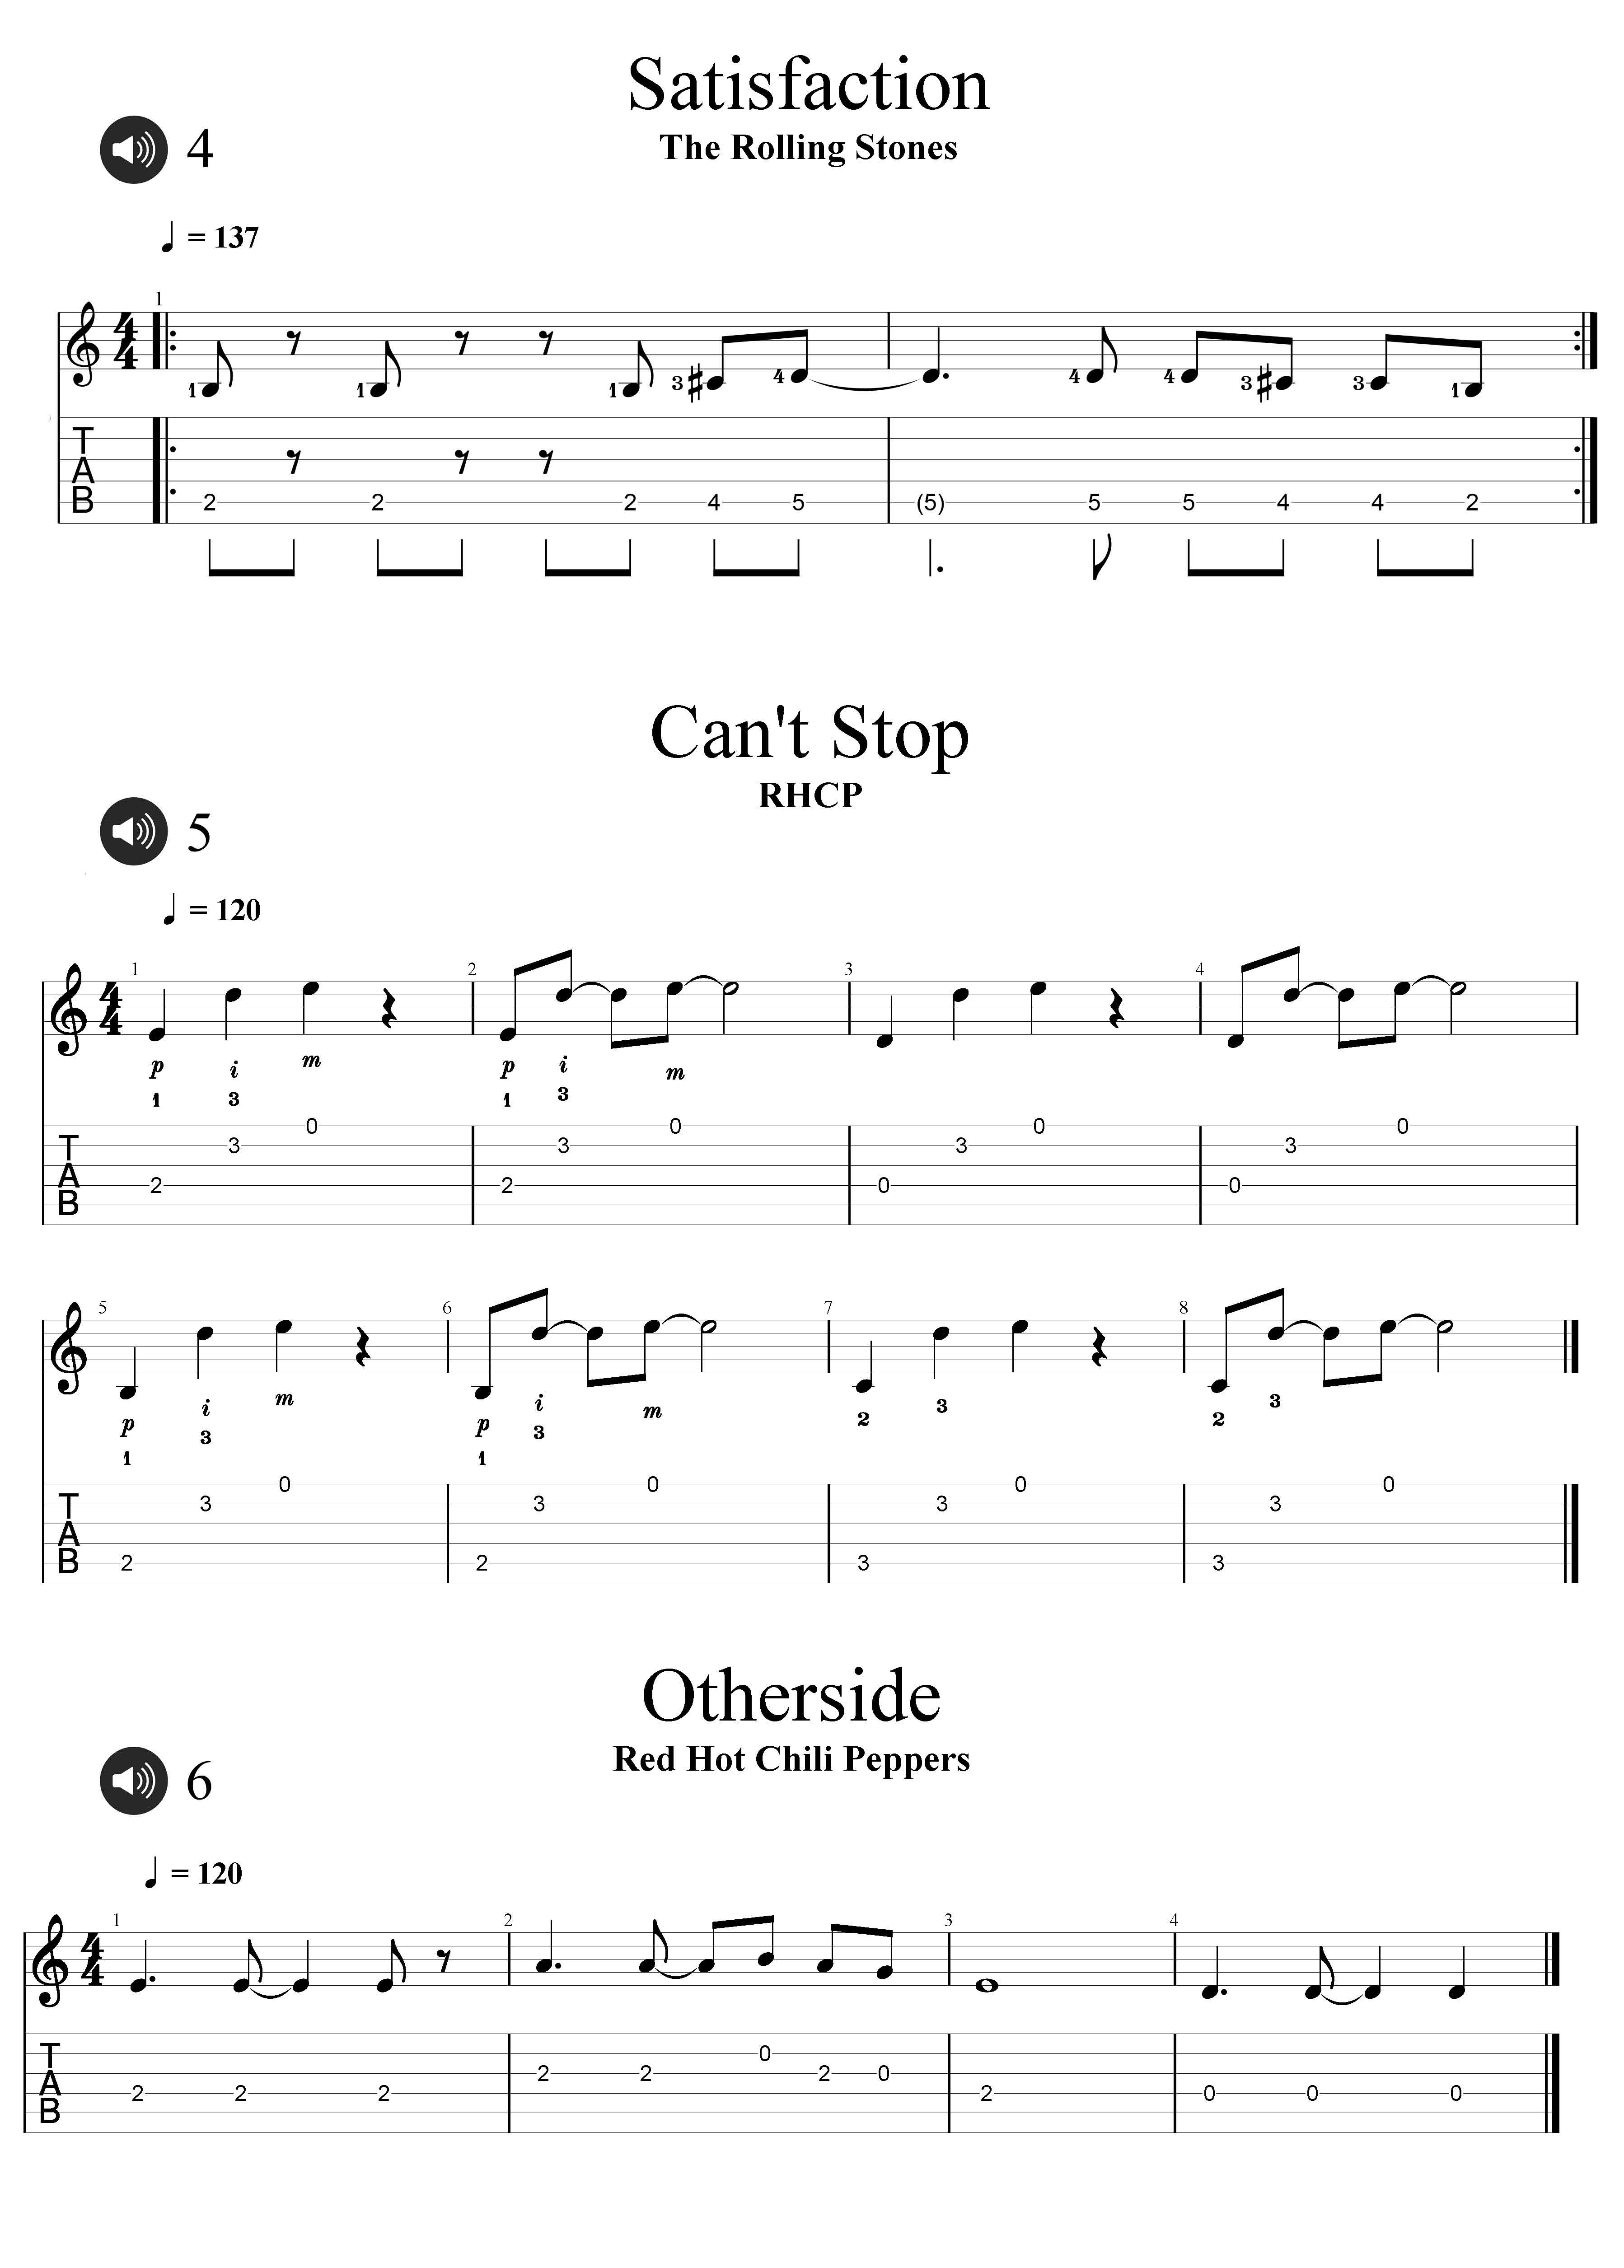 Satisfaction
The Rolling Stones
4
= 137
1
4
4
1 1 1 3 4 4 4 3 3 1
T
A
B
2 2 2 4 5 (5) 5 5 4 4 2
Can't Stop
RHCP
5
= 120
1 2 3 4
4
4
p i m p i m
1 3 1 3
T
A
B
0 0 0 0
3 3 3 3
2 2 0 0
5 6 7 8
p i m p i m
1 3 1 3 2 3 2 3
T
A
B
0 0 0 0
3 3 3 3
2 2 3 3
Otherside
Red Hot Chili Peppers
6
= 120
1 2 3 4
4
4
T
A
B
0
2 2 2 0
2 2 2 2 0 0 0